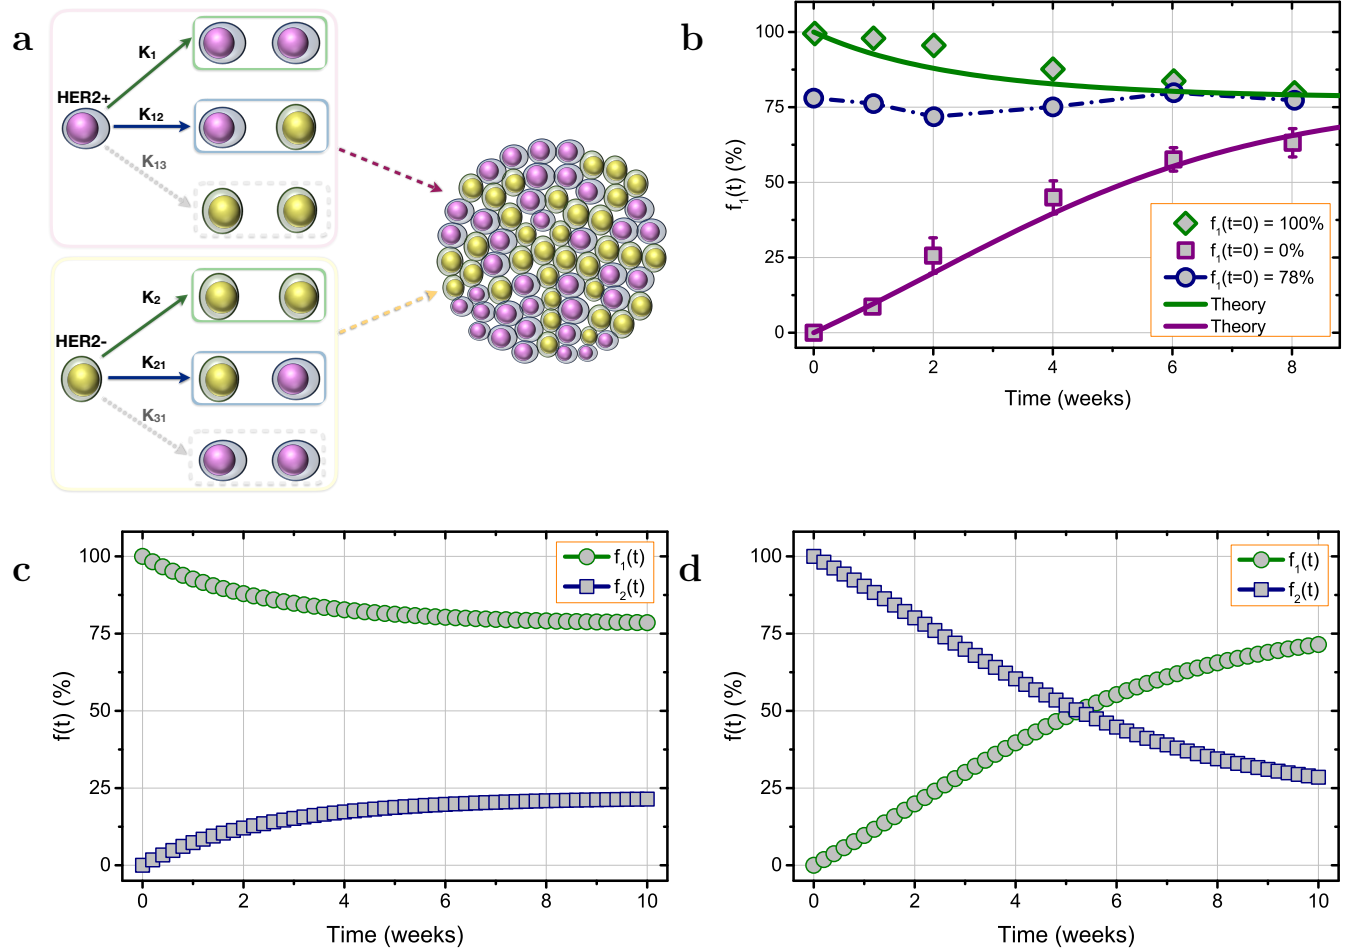 a
HER2+
K1
K12
K13
HER2-
K2
K21
K31
b
f1(t) (%)
100
75
50
25
0
0 2 4 6 8
Time (weeks)
f1(t=0) = 100%
f1(t=0) = 0%
f1(t=0) = 78%
Theory
Theory
c
f(t) (%)
100
75
50
25
0
0 2 4 6 8 10
Time (weeks)
f1(t)
f2(t)
d
f(t) (%)
100
75
50
25
0
0 2 4 6 8 10
Time (weeks)
f1(t)
f2(t)